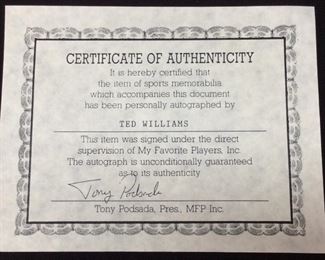 CERTIFICATE OF AUTHENTICITY
It is hereby certified that
the item of sports memorabilia
which accompanies this document
has been personally autographed by
TED WILLIAMS
This item was signed under the direct
supervision of My Favorite Players, Inc.
The autograph is unconditionally guaranteed
as to its authenticity
Tony Podsada
Tony Podsada, Pres., MFP Inc.